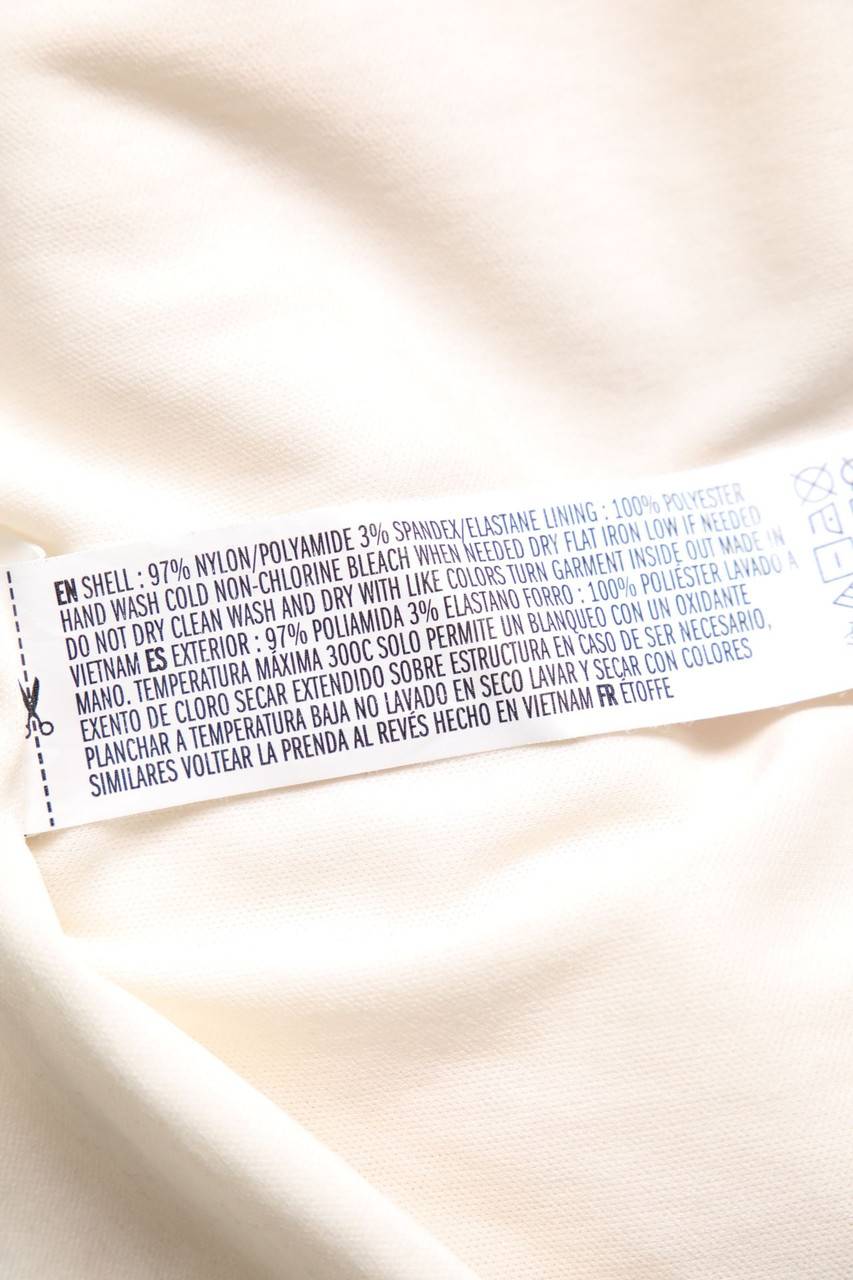 EN SHELL : 97% NYLON/POLYAMIDE 3% SPANDEX/ELASTANE LINING : 100% POLYESTER
HAND WASH COLD NON-CHLORINE BLEACH WHEN NEEDED DRY FLAT IRON LOW IF NEEDED
DO NOT DRY CLEAN WASH AND DRY WITH LIKE COLORS TURN GARMENT INSIDE OUT MADE IN
VIETNAM ES EXTERIOR : 97% POLIAMIDA 3% ELASTANO FORRO : 100% POLIÉSTER LAVADO A
MANO. TEMPERATURA MÁXIMA 300C SOLO PERMITE UN BLANQUEO CON UN OXIDANTE
EXENTO DE CLORO SECAR EXTENDIDO SOBRE ESTRUCTURA EN CASO DE SER NECESARIO,
PLANCHAR A TEMPERATURA BAJA NO LAVADO EN SECO LAVAR Y SECAR CON COLORES
SIMILARES VOLTEAR LA PRENDA AL REVÉS HECHO EN VIETNAM FR ÉTOFFE